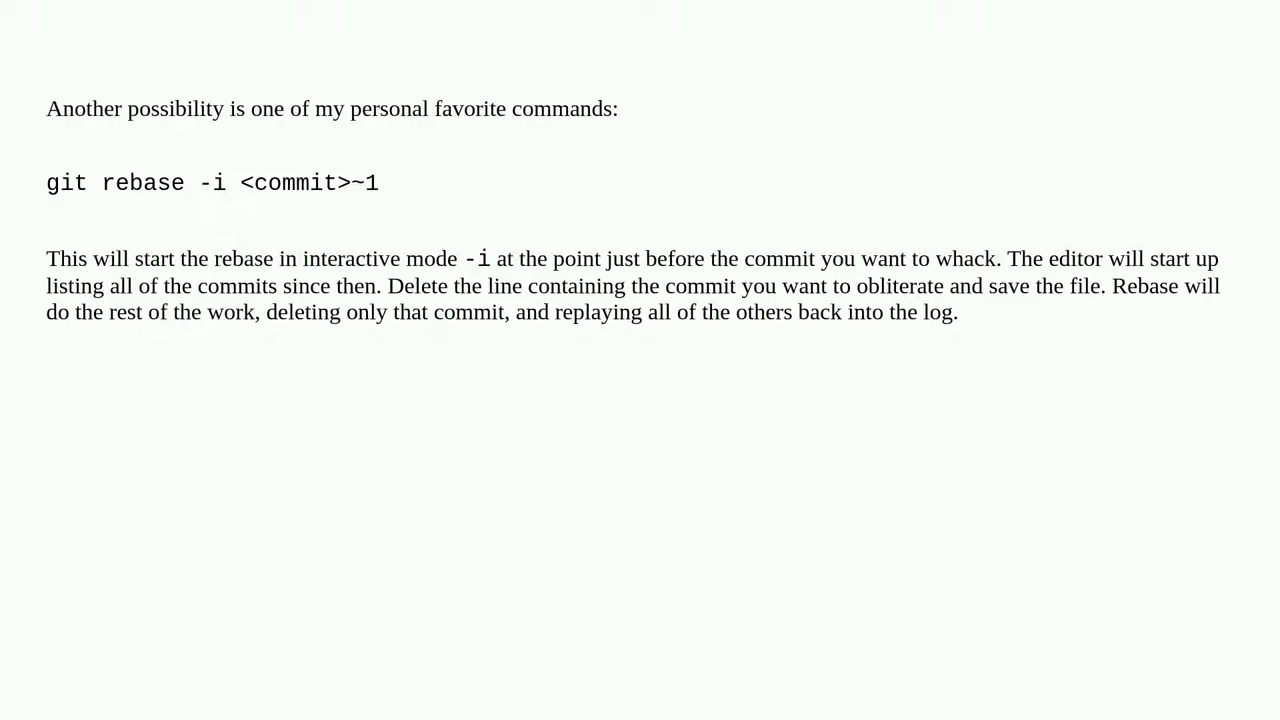 Another possibility is one of my personal favorite commands:
git rebase -i <commit>~1
This will start the rebase in interactive mode -i at the point just before the commit you want to whack. The editor will start up
listing all of the commits since then. Delete the line containing the commit you want to obliterate and save the file. Rebase will
do the rest of the work, deleting only that commit, and replaying all of the others back into the log.